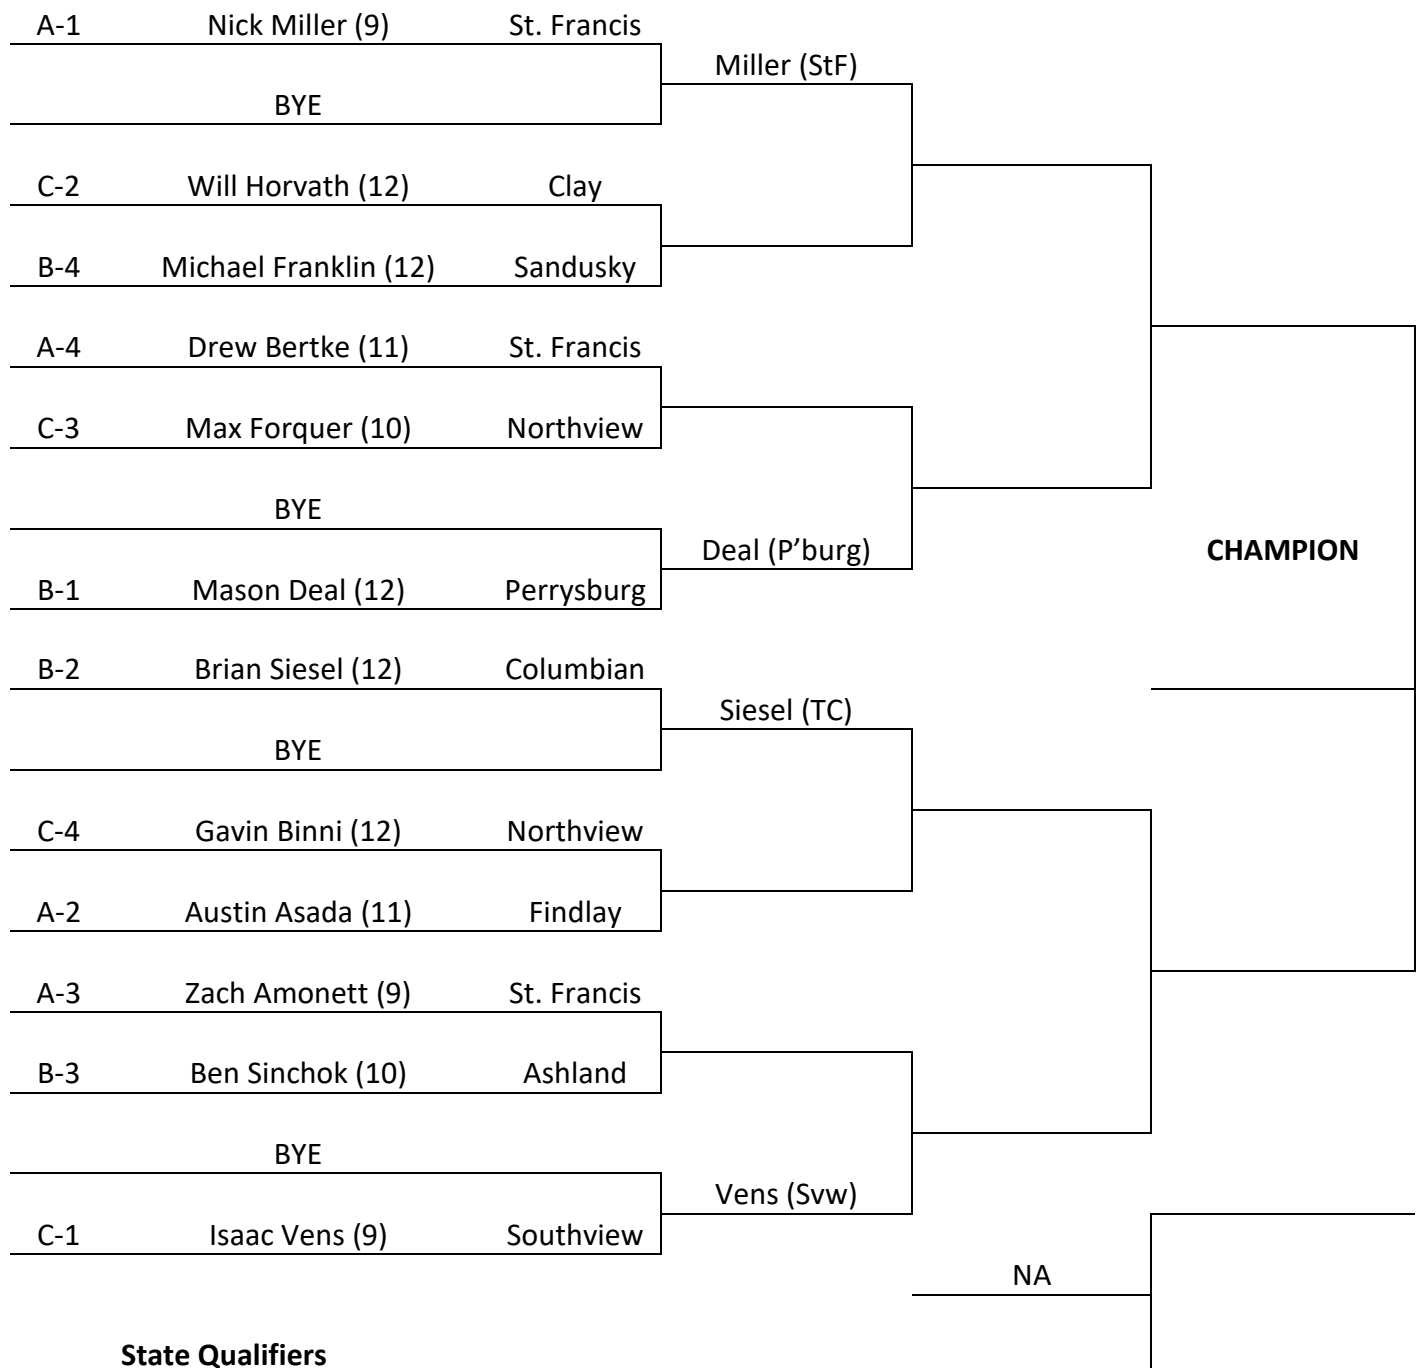 A-1 Nick Miller (9) St. Francis
Miller (StF)
BYE
C-2 Will Horvath (12) Clay
B-4 Michael Franklin (12) Sandusky
A-4 Drew Bertke (11) St. Francis
C-3 Max Forquer (10) Northview
BYE
Deal (P’burg) CHAMPION
B-1 Mason Deal (12) Perrysburg
B-2 Brian Siesel (12) Columbian
Siesel (TC)
BYE
C-4 Gavin Binni (12) Northview
A-2 Austin Asada (11) Findlay
A-3 Zach Amonett (9) St. Francis
B-3 Ben Sinchok (10) Ashland
BYE
Vens (Svw)
C-1 Isaac Vens (9) Southview
NA
State Qualifiers